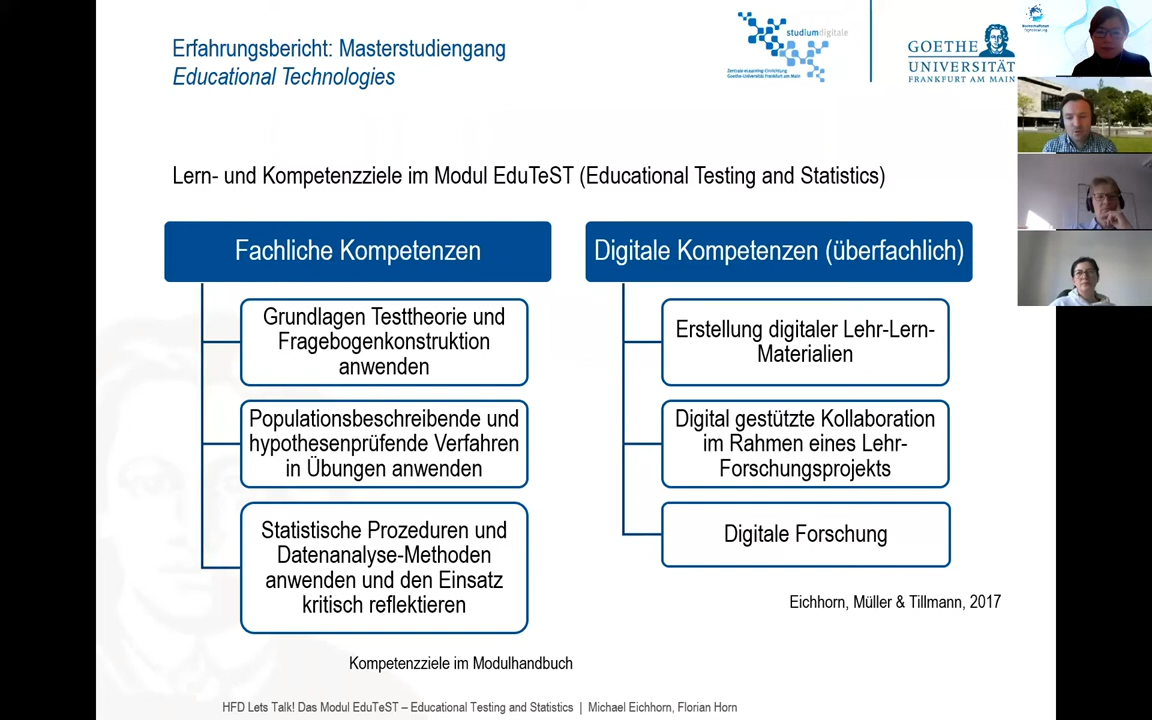 Erfahrungsbericht: Masterstudiengang
Educational Technologies
studiumdigitale
Zentrale eLearning-Einrichtung
Goethe-Universität Frankfurt am Main
GOETHE
UNIVERSITÄT
FRANKFURT AM MAIN
Lern- und Kompetenzziele im Modul EduTeST (Educational Testing and Statistics)
Fachliche Kompetenzen
Grundlagen Testtheorie und
Fragebogenkonstruktion
anwenden
Populationsbeschreibende und
hypothesenprüfende Verfahren
in Übungen anwenden
Statistische Prozeduren und
Datenanalyse-Methoden
anwenden und den Einsatz
kritisch reflektieren
Digitale Kompetenzen (überfachlich)
Erstellung digitaler Lehr-Lern-
Materialien
Digital gestützte Kollaboration
im Rahmen eines Lehr-
Forschungsprojekts
Digitale Forschung
Eichhorn, Müller & Tillmann, 2017
Kompetenzziele im Modulhandbuch
HFD Lets Talk! Das Modul EduTeST – Educational Testing and Statistics | Michael Eichhorn, Florian Horn